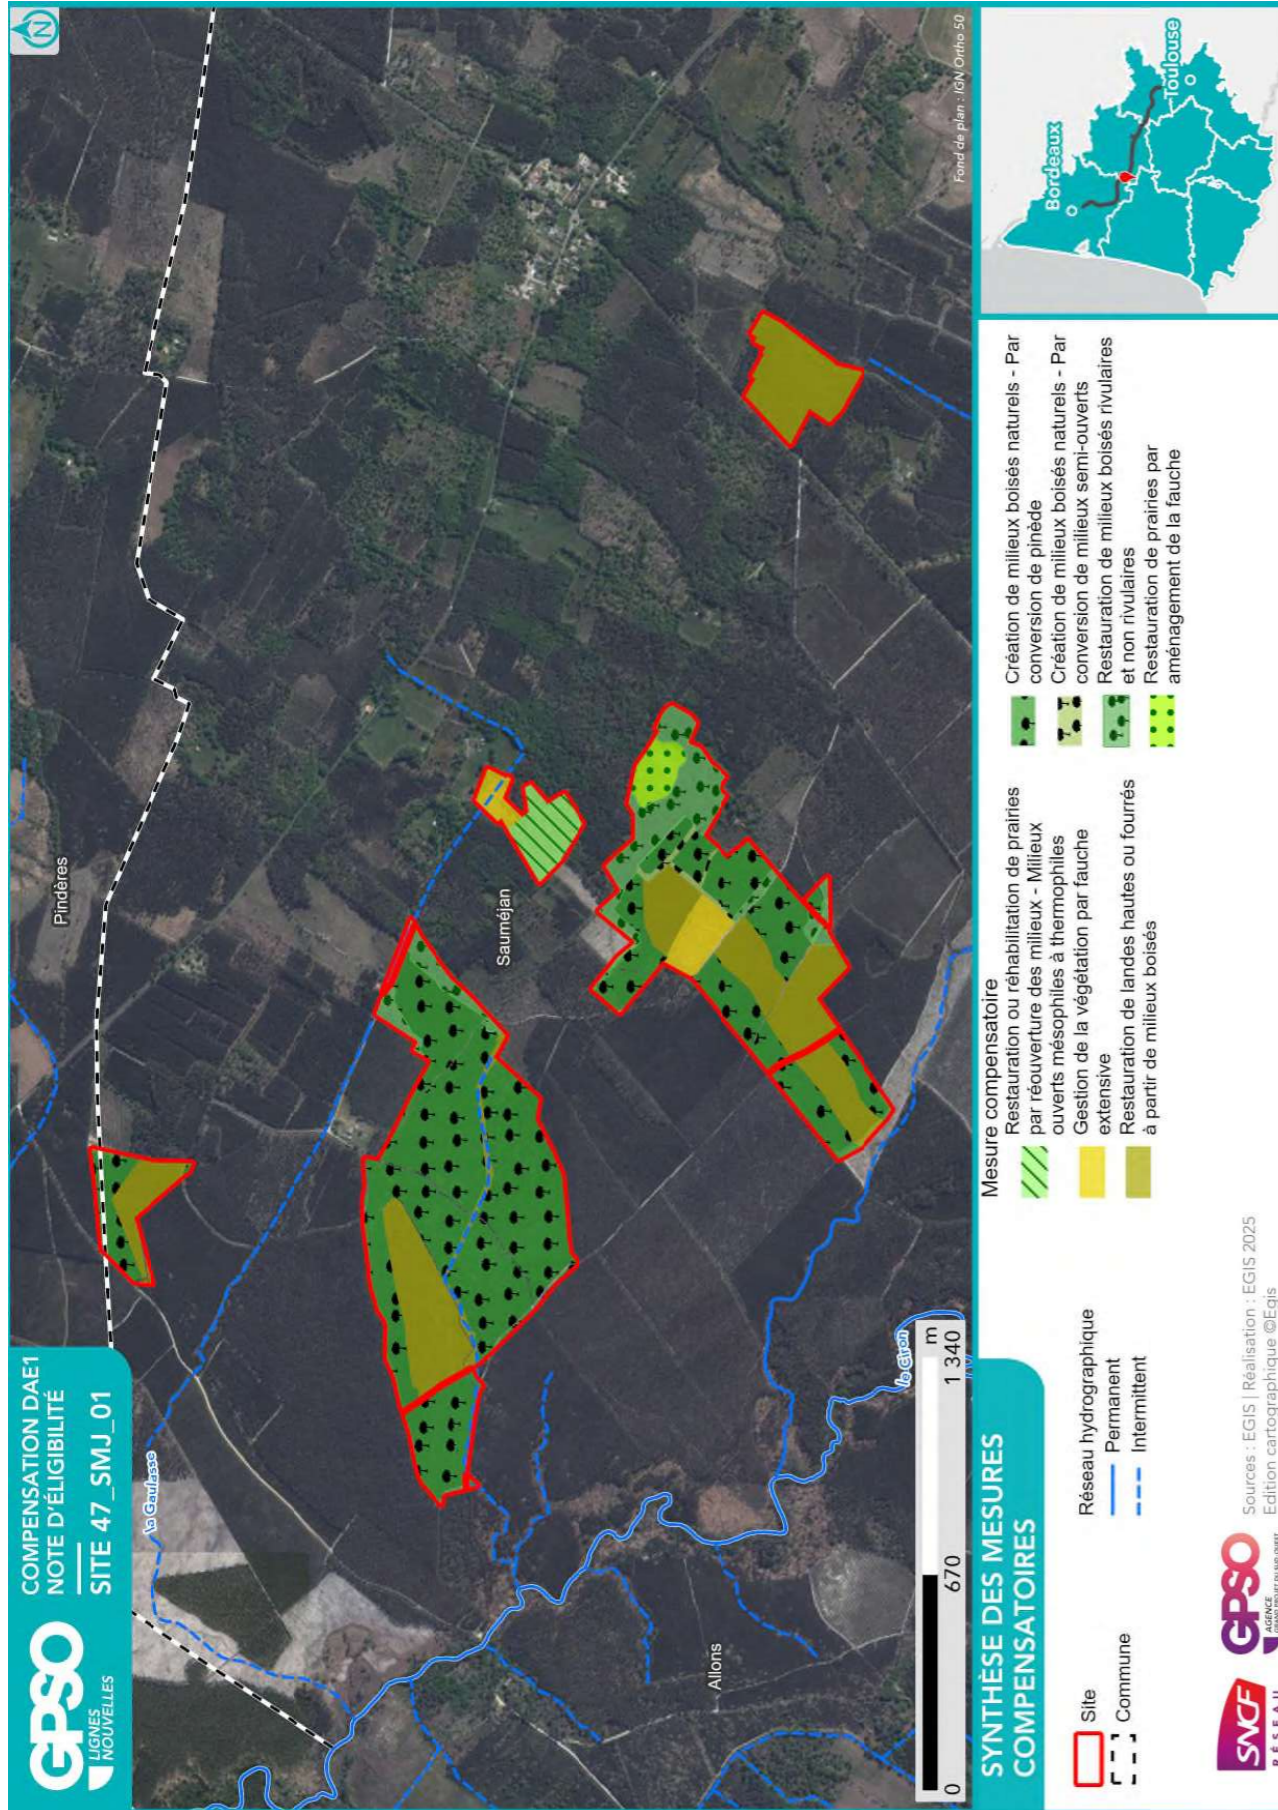 GPSO
LIGNES
NOUVELLES
COMPENSATION DAE1
NOTE D'ÉLIGIBILITÉ
SITE 47_SMJ_01
N
Pindères
la Gaulasse
Sauméjan
Allons
le Ciron
0 670 1 340
m
Fond de plan : IGN Ortho 50
SYNTHÈSE DES MESURES
COMPENSATOIRES
Site
Commune
Réseau hydrographique
Permanent
Intermittent
Mesure compensatoire
Restauration ou réhabilitation de prairies
par réouverture des milieux - Milieux
ouverts mésophiles à thermophiles
Gestion de la végétation par fauche
extensive
Restauration de landes hautes ou fourrés
à partir de milieux boisés
Création de milieux boisés naturels - Par
conversion de pinède
Création de milieux boisés naturels - Par
conversion de milieux semi-ouverts
Restauration de milieux boisés rivulaires
et non rivulaires
Restauration de prairies par
aménagement de la fauche
Bordeaux
Toulouse
SNCF
RÉSEAU
GPSO
AGENCE
Sources : EGIS | Réalisation : EGIS 2025
Edition cartographique ©Egis